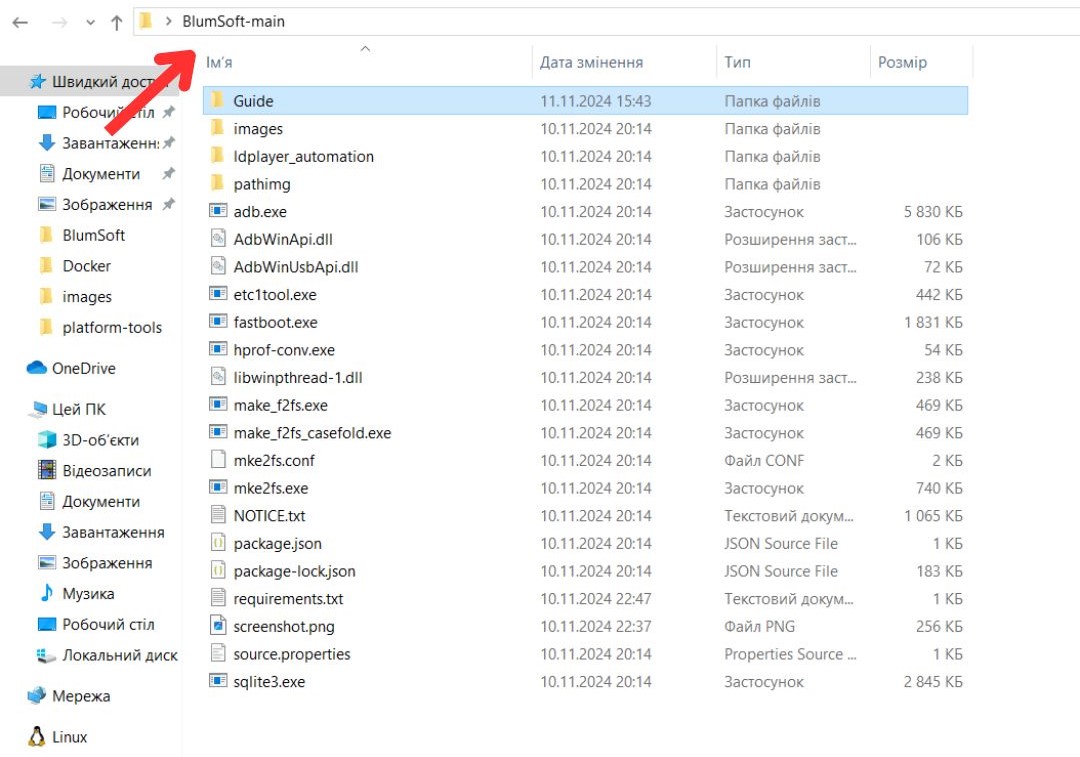 BlumSoft-main
Ім'я Дата змінення Тип Розмір
Швидкий дост
Робочий стіл
Завантажень
Документи
Зображення
BlumSoft
Docker
images
platform-tools
OneDrive
Цей ПК
3D-об'єкти
Відеозаписи
Документи
Завантаження
Зображення
Музика
Робочий стіл
Локальний диск
Мережа
Linux
Guide 11.11.2024 15:43 Папка файлів
images 10.11.2024 20:14 Папка файлів
ldplayer_automation 10.11.2024 20:14 Папка файлів
pathimg 10.11.2024 20:14 Папка файлів
adb.exe 10.11.2024 20:14 Застосунок 5 830 КБ
AdbWinApi.dll 10.11.2024 20:14 Розширення заст... 106 КБ
AdbWinUsbApi.dll 10.11.2024 20:14 Розширення заст... 72 КБ
etc1tool.exe 10.11.2024 20:14 Застосунок 442 КБ
fastboot.exe 10.11.2024 20:14 Застосунок 1 831 КБ
hprof-conv.exe 10.11.2024 20:14 Застосунок 54 КБ
libwinpthread-1.dll 10.11.2024 20:14 Розширення заст... 238 КБ
make_f2fs.exe 10.11.2024 20:14 Застосунок 469 КБ
make_f2fs_casefold.exe 10.11.2024 20:14 Застосунок 469 КБ
mke2fs.conf 10.11.2024 20:14 Файл CONF 2 КБ
mke2fs.exe 10.11.2024 20:14 Застосунок 740 КБ
NOTICE.txt 10.11.2024 20:14 Текстовий докум... 1 065 КБ
package.json 10.11.2024 20:14 JSON Source File 1 КБ
package-lock.json 10.11.2024 20:14 JSON Source File 183 КБ
requirements.txt 10.11.2024 22:47 Текстовий докум... 1 КБ
screenshot.png 10.11.2024 22:37 Файл PNG 256 КБ
source.properties 10.11.2024 20:14 Properties Source ... 1 КБ
sqlite3.exe 10.11.2024 20:14 Застосунок 2 845 КБ